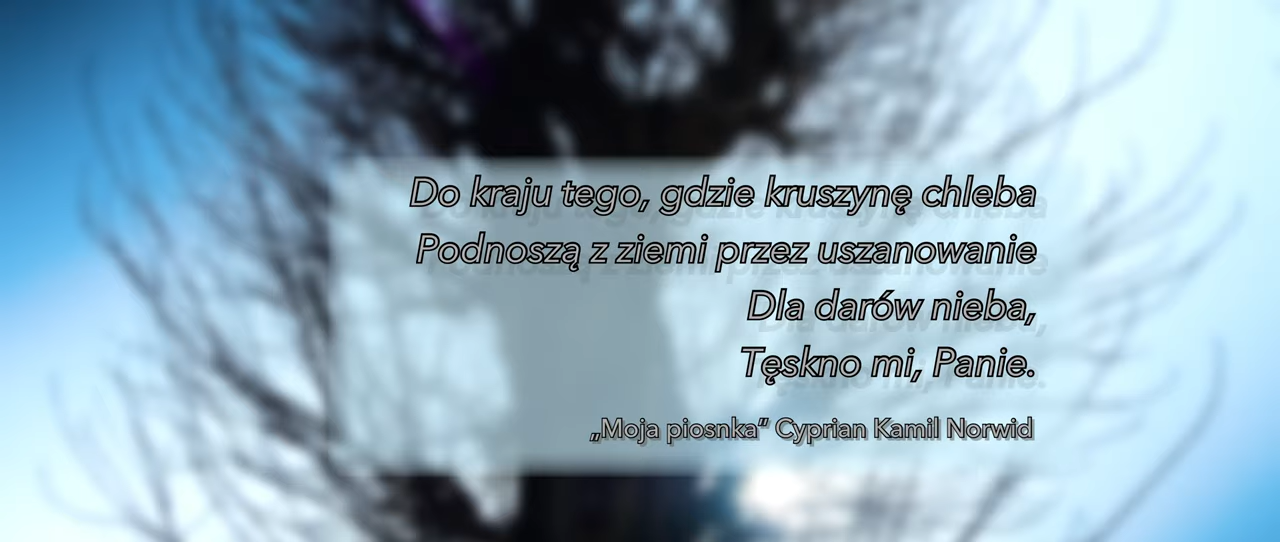 Do kraju tego, gdzie kruszynę chleba
Podnoszą z ziemi przez uszanowanie
Dla darów nieba,
Tęskno mi, Panie.
„Moja piosnka” Cyprian Kamil Norwid